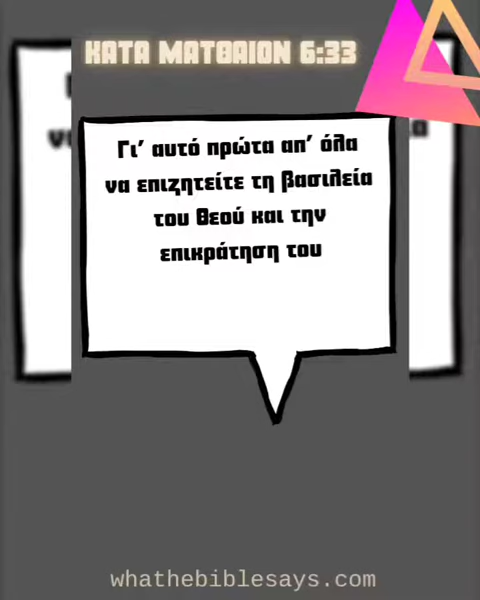 ΚΑΤΑ ΜΑΤΘΑΙΟΝ 6:33
Γι’ αυτό πρώτα απ’ όλα
να επιζητείτε τη βασιλεία
του Θεού και την
επικράτηση του
whathebiblesays.com